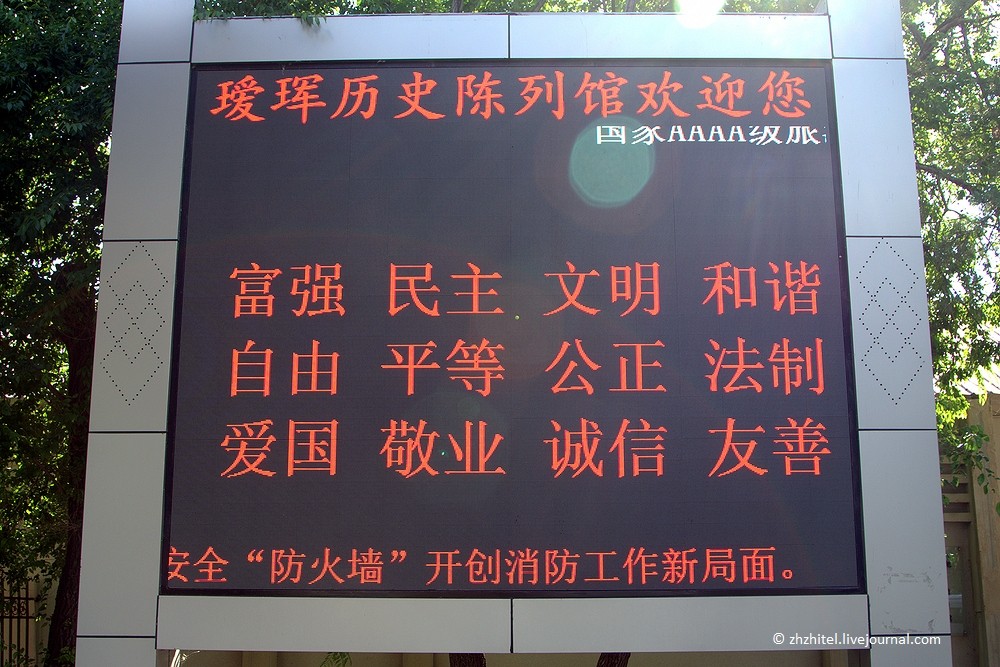 瑷珲历史陈列馆欢迎您
国家AAAA级旅
富强 民主 文明 和谐
自由 平等 公正 法制
爱国 敬业 诚信 友善
安全“防火墙”开创消防工作新局面。
© zhzhitel.livejournal.com